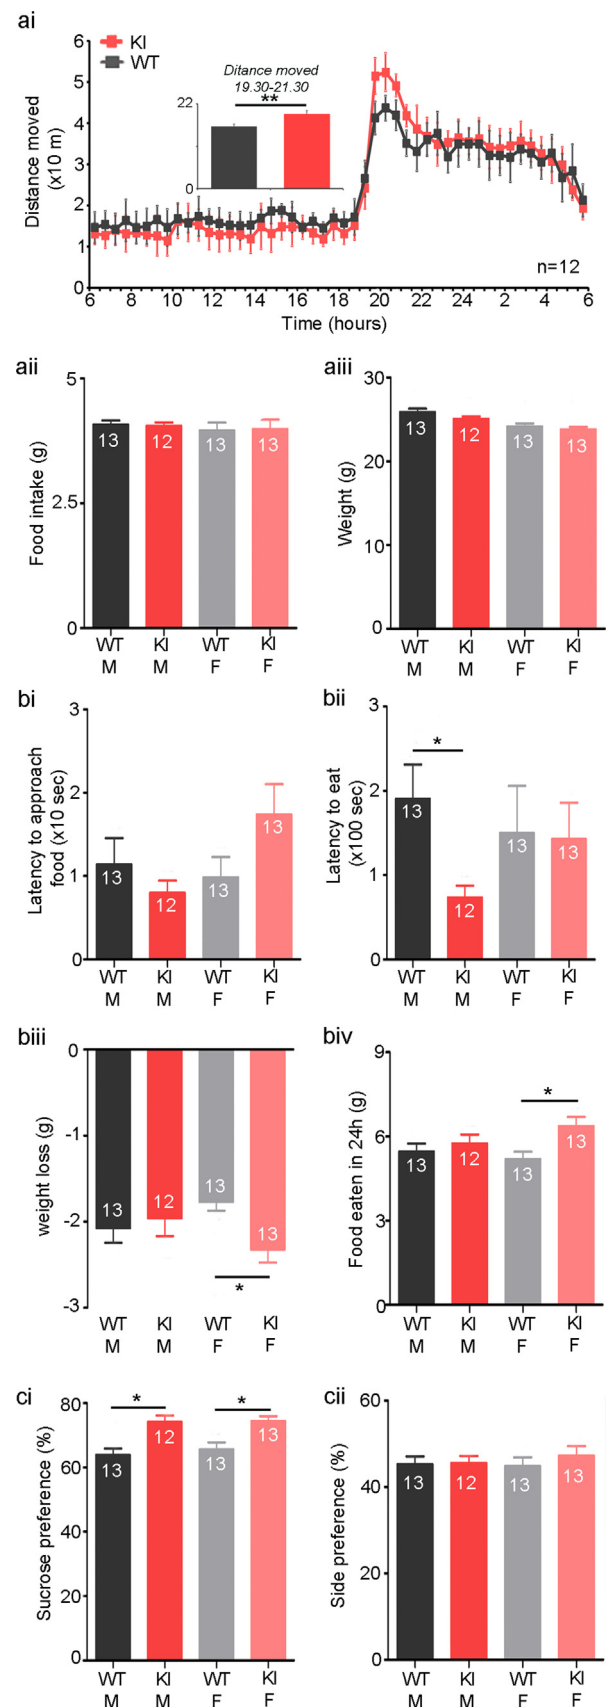 ai
KI
WT
Ditance moved
19.30-21.30
**
22
0
6
5
4
3
2
1
0
Distance moved
(x10 m)
n=12
6 8 10 12 14 16 18 20 22 24 2 4 6
Time (hours)
aii
5
2.5
0
Food intake (g)
13 12 13 13
WT KI WT KI
M M F F
aiii
30
20
10
0
Weight (g)
13 12 13 13
WT KI WT KI
M M F F
bi
3
2
1
0
Latency to approach
food (x10 sec)
13 12 13 13
WT KI WT KI
M M F F
bii
3
2
1
0
Latency to eat
(x100 sec)
*
13 12 13 13
WT KI WT KI
M M F F
biii
0
-1
-2
-3
weight loss (g)
13 12 13 13
*
WT KI WT KI
M M F F
biv
9
6
3
0
Food eaten in 24h (g)
*
13 12 13 13
WT KI WT KI
M M F F
ci
80
60
40
20
0
Sucrose preference (%)
* *
13 12 13 13
WT KI WT KI
M M F F
cii
60
40
20
0
Side preference (%)
13 12 13 13
WT KI WT KI
M M F F